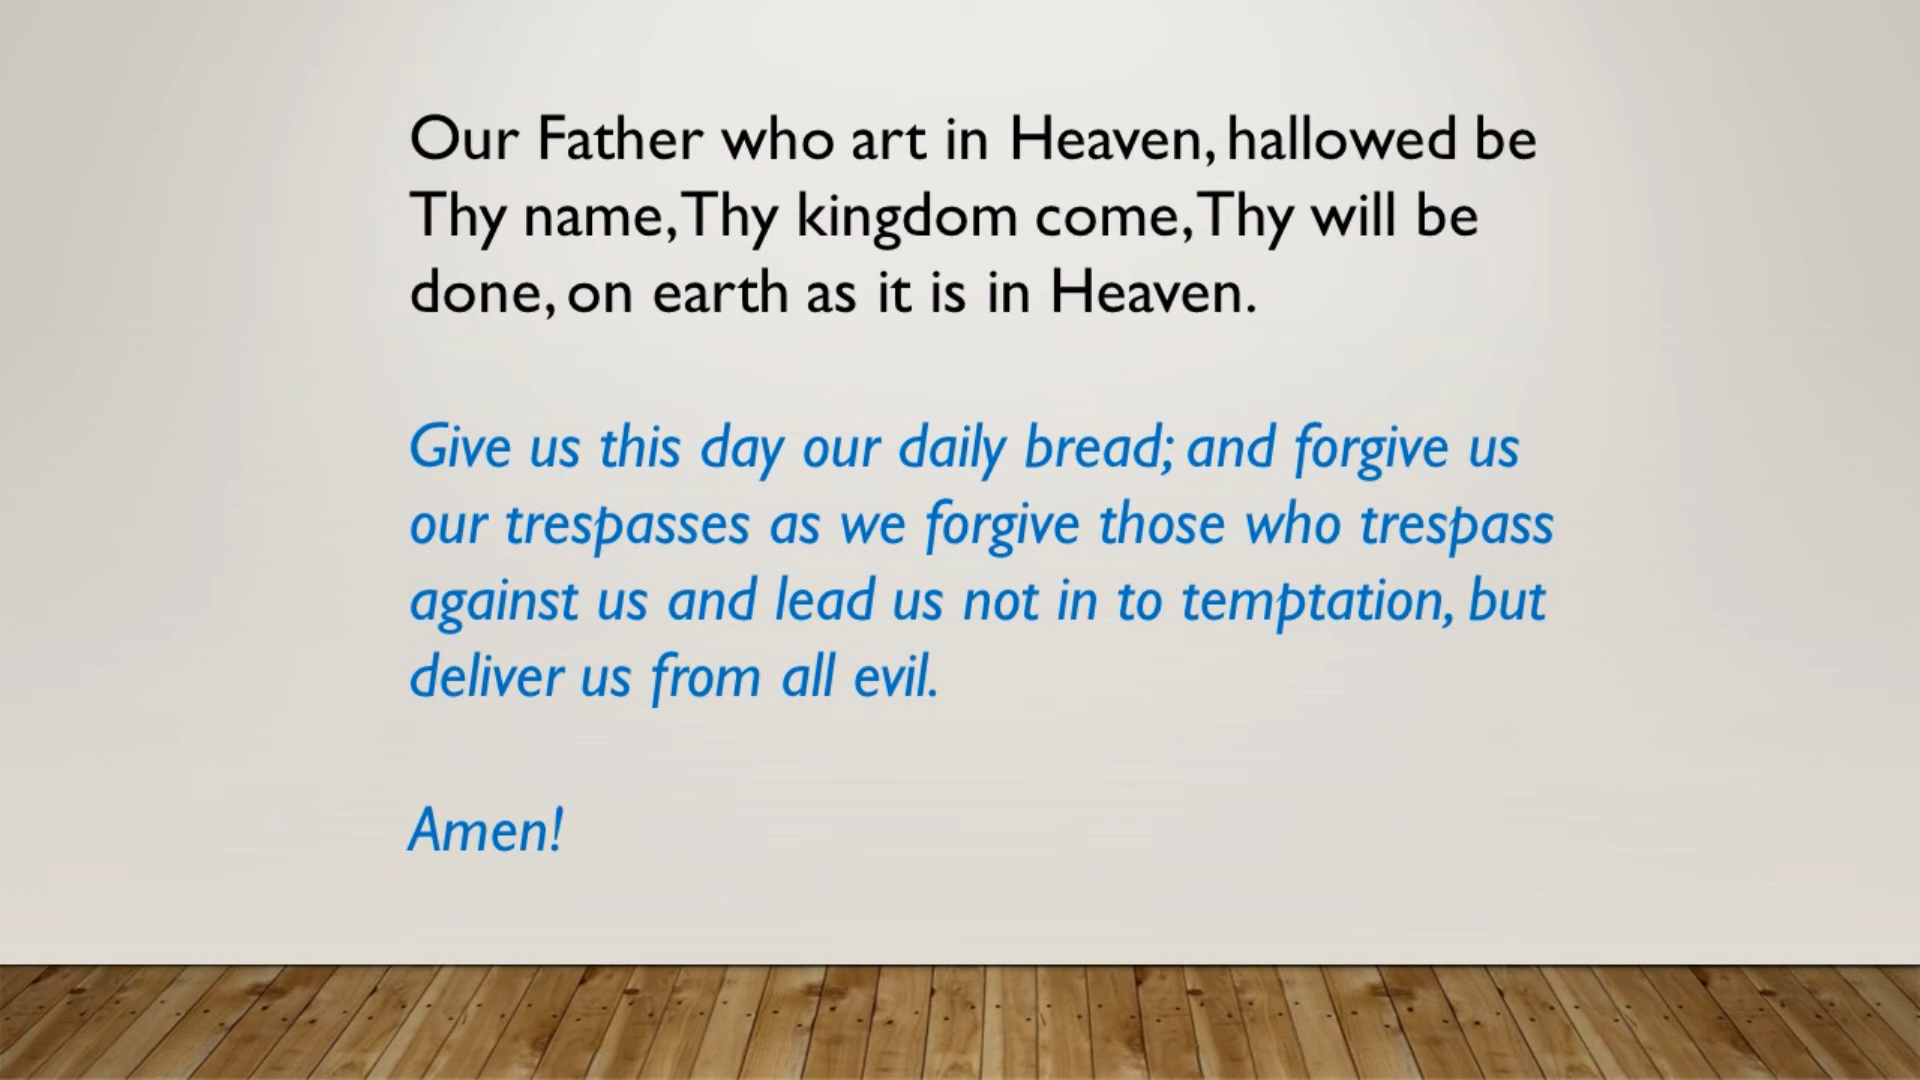 Our Father who art in Heaven, hallowed be
Thy name, Thy kingdom come, Thy will be
done, on earth as it is in Heaven.
Give us this day our daily bread; and forgive us
our trespasses as we forgive those who trespass
against us and lead us not in to temptation, but
deliver us from all evil.
Amen!